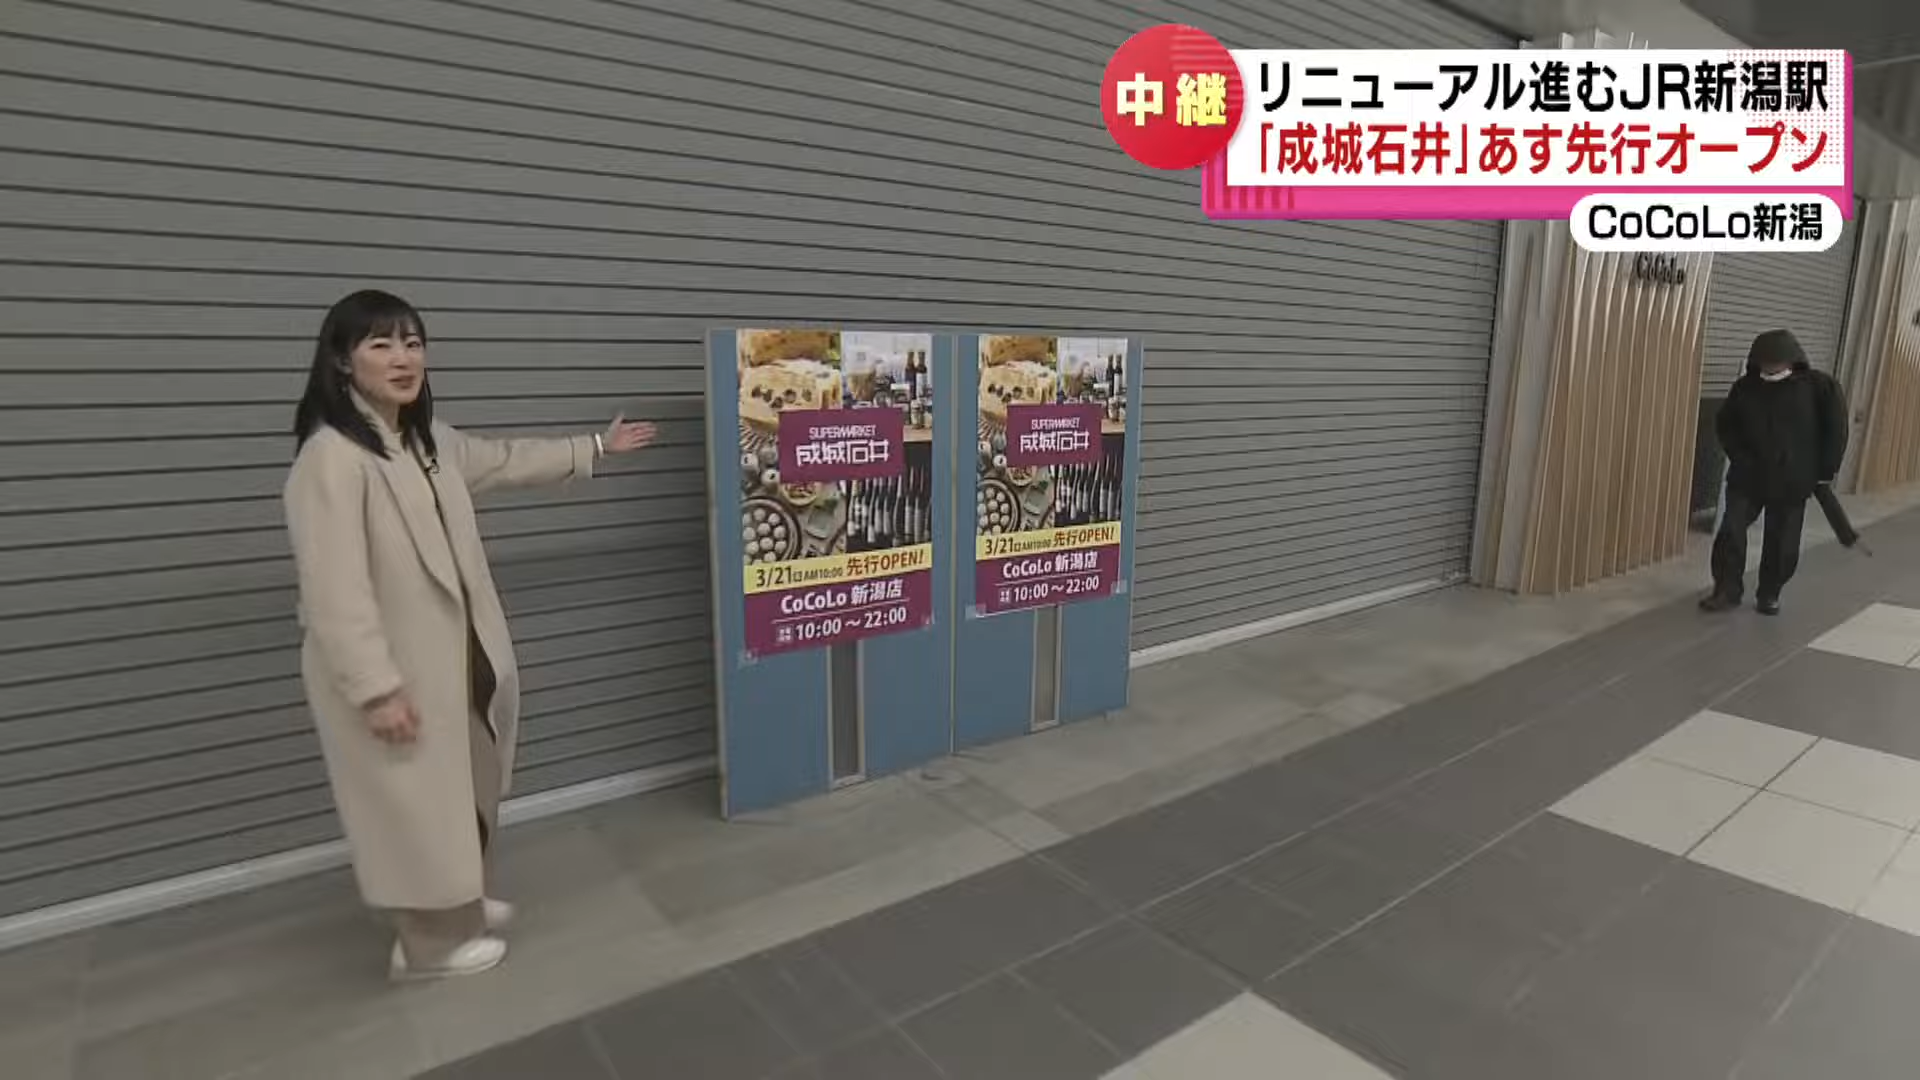 中継
リニューアル進むJR新潟駅
「成城石井」あす先行オープン
CoCoLo新潟
CoCoLo
SUPERMARKET
成城石井
3/21 AM10:00 先行OPEN!
CoCoLo 新潟店
10:00～22:00
SUPERMARKET
成城石井
3/21 AM10:00 先行OPEN!
CoCoLo 新潟店
10:00～22:00